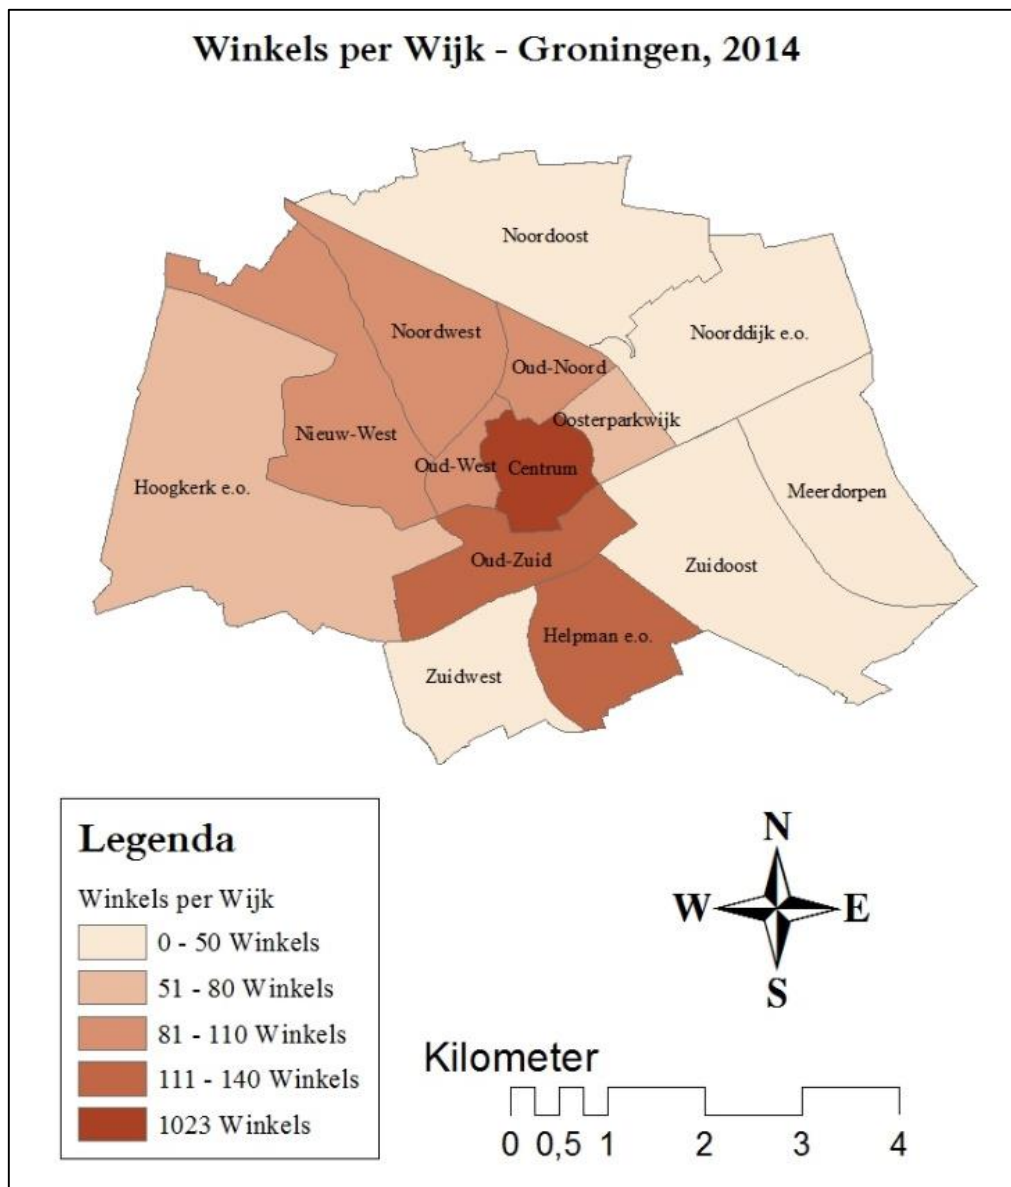 Winkels per Wijk - Groningen, 2014
Noordoost
Noorddijk e.o.
Noordwest
Oud-Noord
Oosterparkwijk
Nieuw-West
Oud-West
Centrum
Hoogkerk e.o.
Meerdorpen
Oud-Zuid
Zuidoost
Helpman e.o.
Zuidwest
Legenda
Winkels per Wijk
0 - 50 Winkels
51 - 80 Winkels
81 - 110 Winkels
111 - 140 Winkels
1023 Winkels
N
W E
S
Kilometer
0 0,5 1 2 3 4